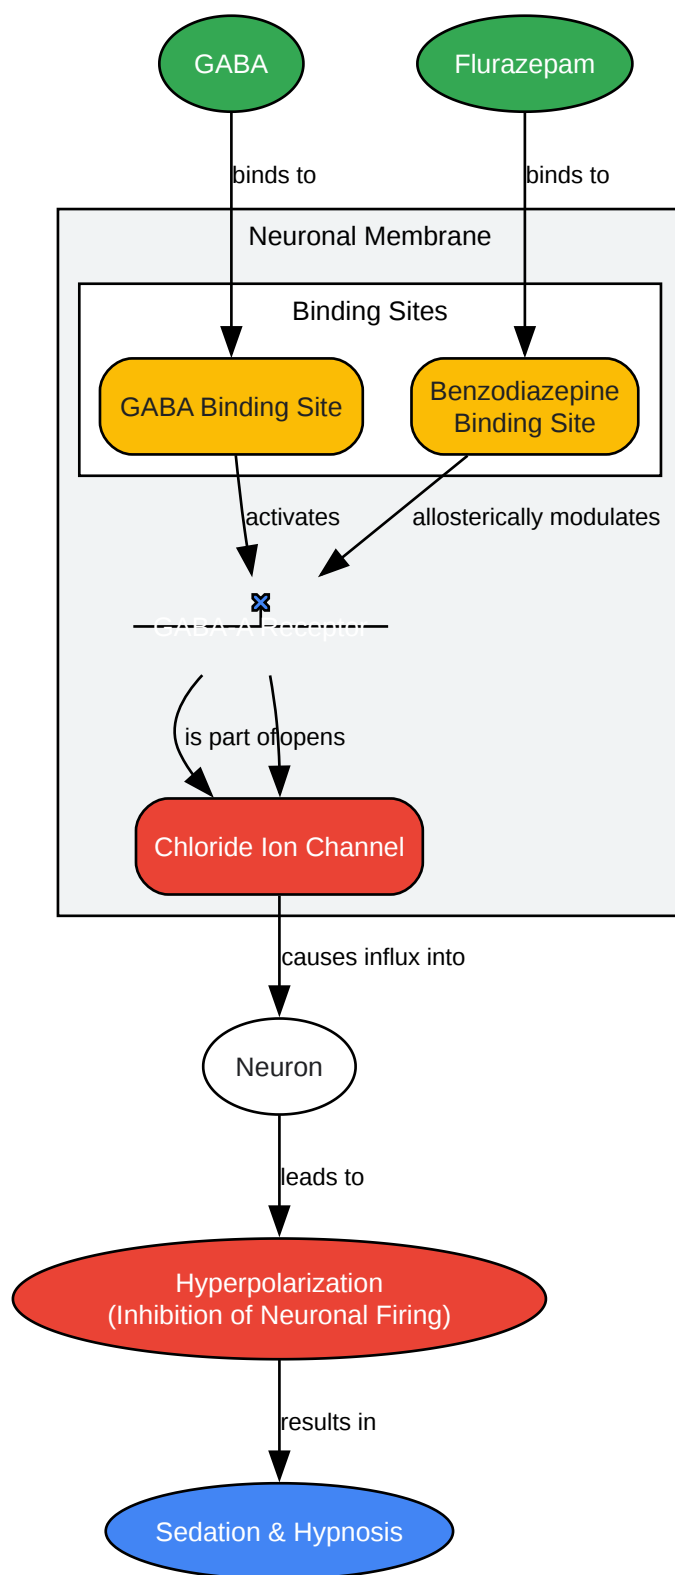 GABA
Flurazepam
binds to
binds to
Neuronal Membrane
Binding Sites
GABA Binding Site
Benzodiazepine
Binding Site
activates
allosterically modulates
GABA-A Receptor
is part of
opens
Chloride Ion Channel
causes influx into
Neuron
leads to
Hyperpolarization
(Inhibition of Neuronal Firing)
results in
Sedation & Hypnosis